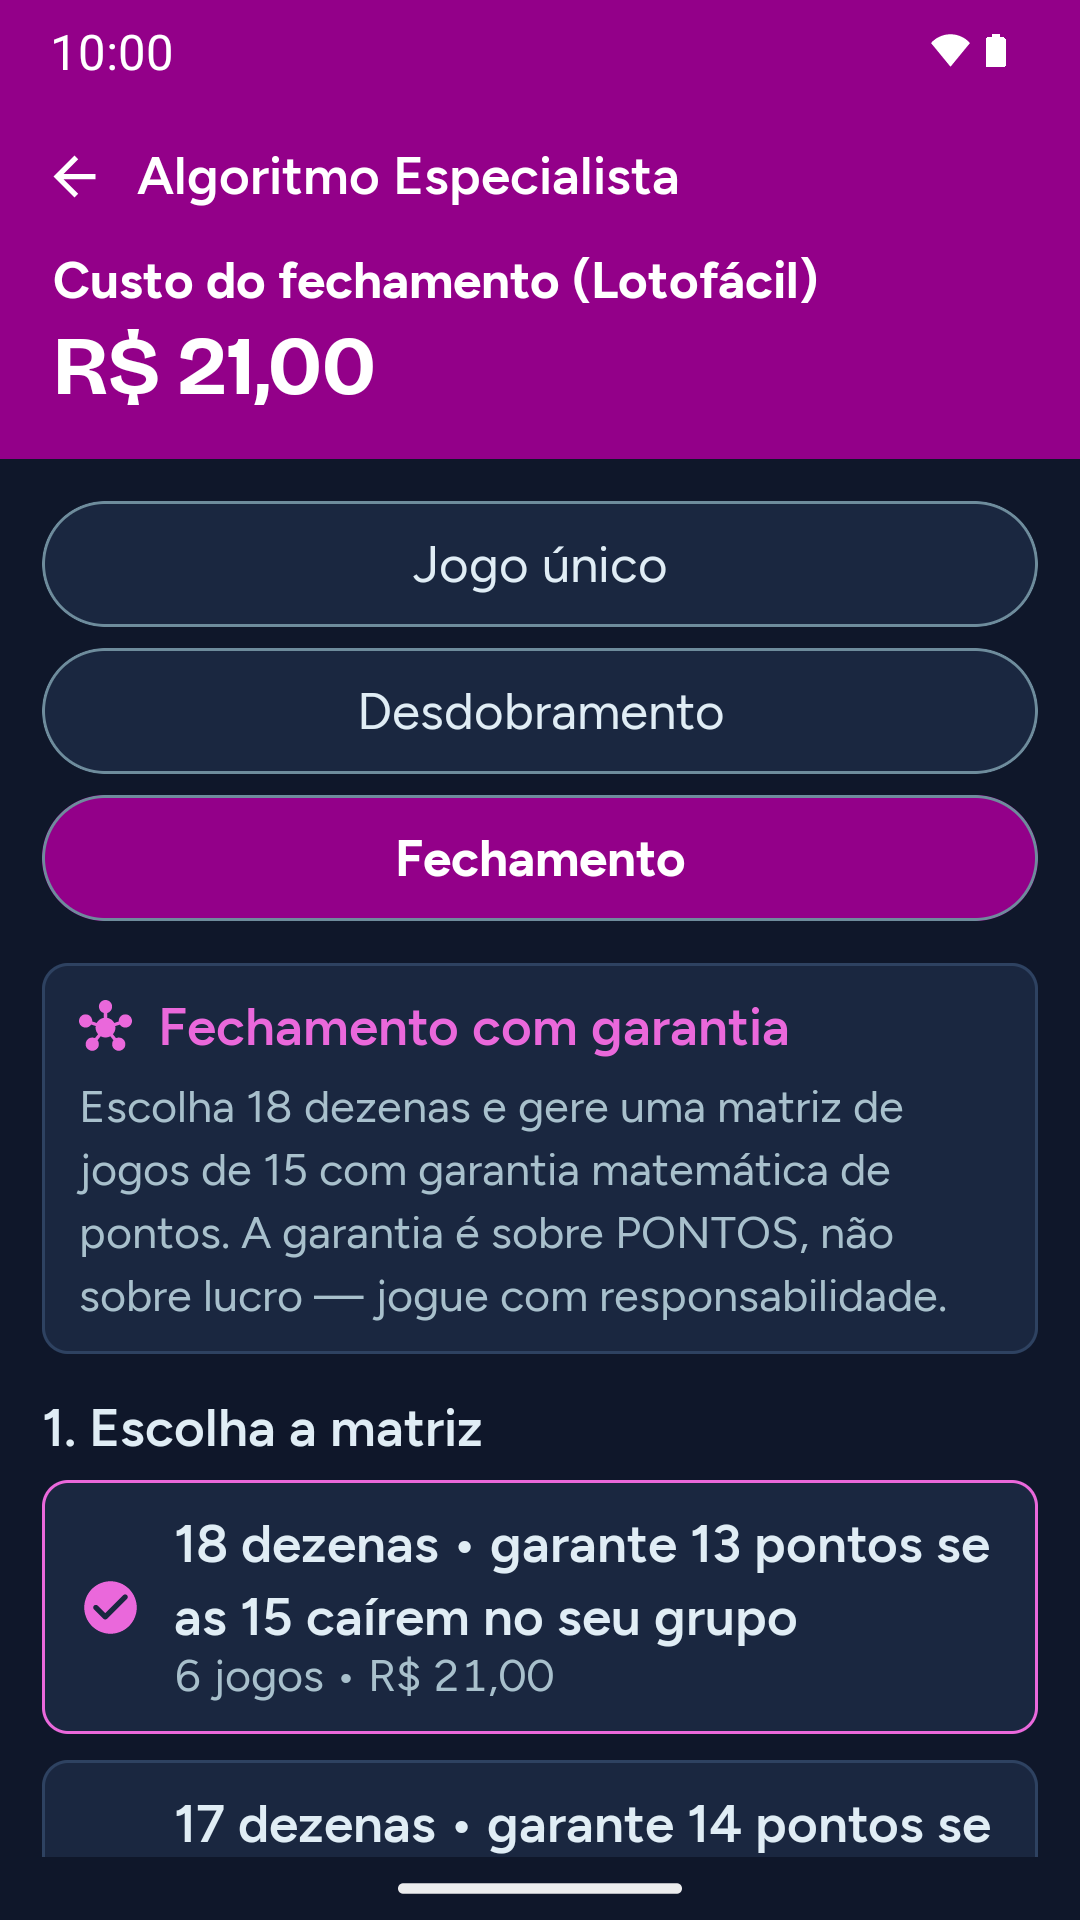 10:00
Algoritmo Especialista
Custo do fechamento (Lotofácil)
R$ 21,00
Jogo único
Desdobramento
Fechamento
Fechamento com garantia
Escolha 18 dezenas e gere uma matriz de
jogos de 15 com garantia matemática de
pontos. A garantia é sobre PONTOS, não
sobre lucro — jogue com responsabilidade.
1. Escolha a matriz
18 dezenas • garante 13 pontos se
as 15 caírem no seu grupo
6 jogos • R$ 21,00
17 dezenas • garante 14 pontos se